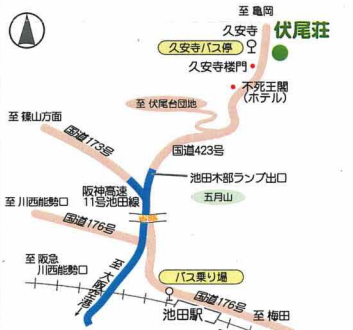 至 亀岡
久安寺
伏尾荘
久安寺バス停
久安寺楼門
不死王閣
(ホテル)
至 伏尾台団地
至 篠山方面
国道173号
国道423号
池田木部ランプ出口
阪神高速
11号池田線
五月山
至 川西能勢口
国道176号
至 阪急
川西能勢口
至 大阪空港
バス乗り場
国道176号
池田駅
至 梅田